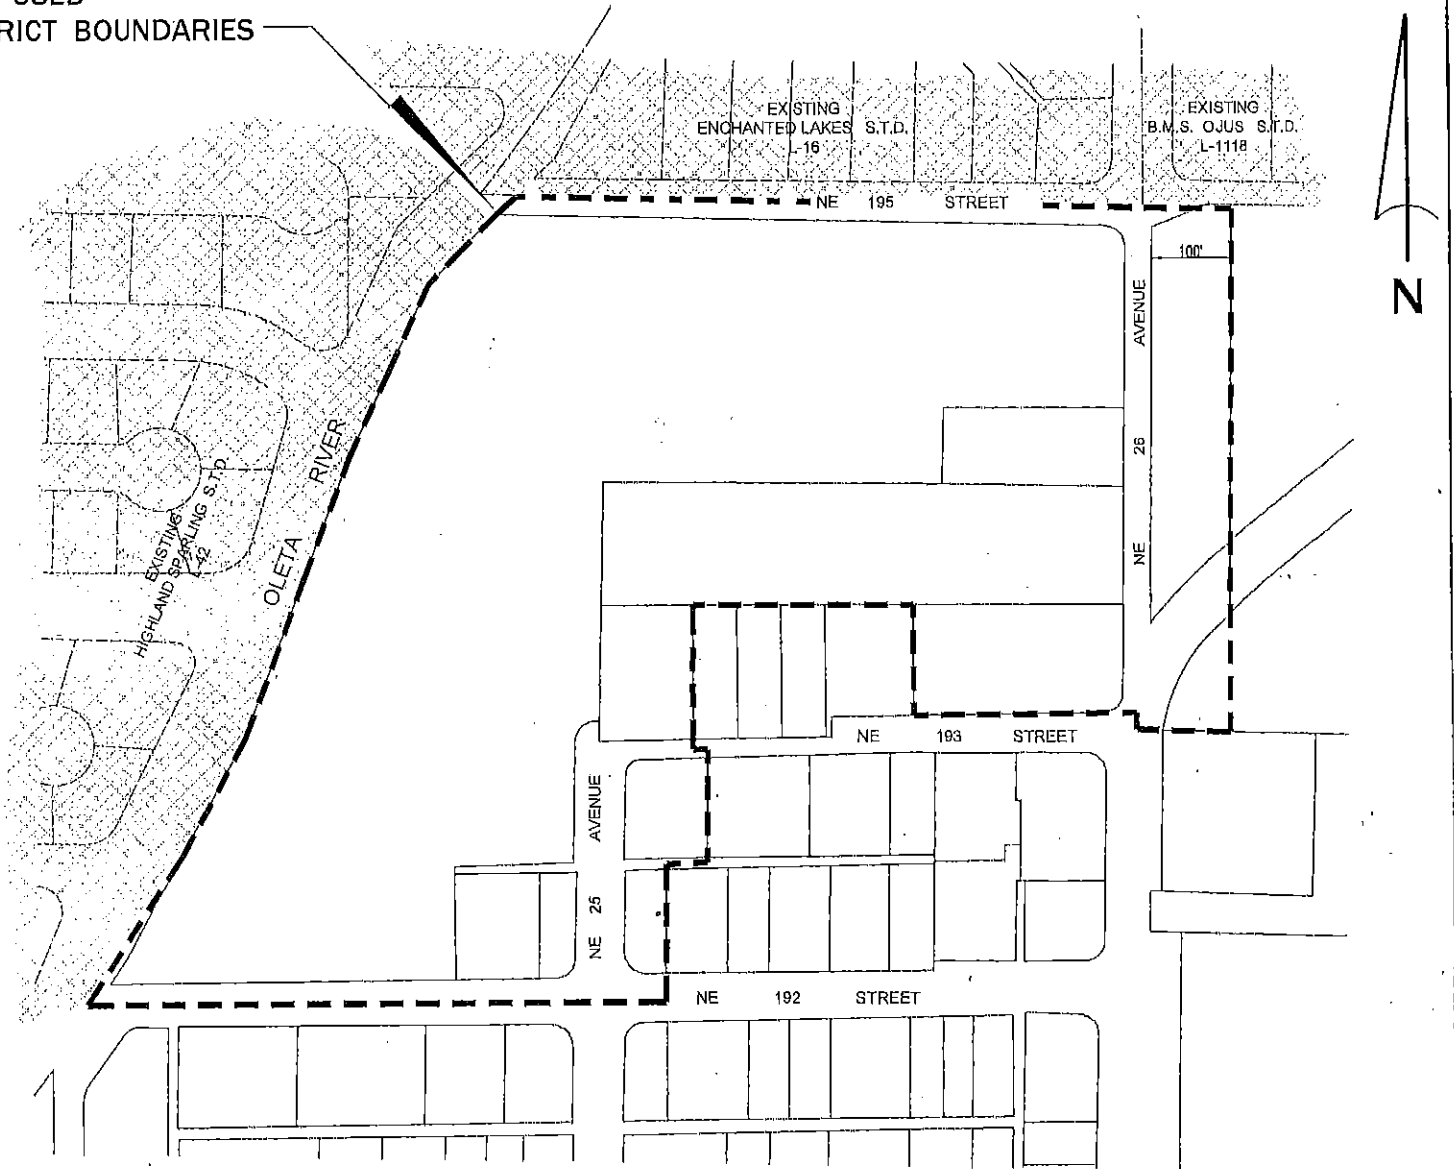 RICT BOUNDARIES
EXISTING
ENCHANTED LAKES S.T.D.
L-16
EXISTING
B.M.S. OJUS S.T.D.
L-1118
NE 195 STREET
100'
N
NE 26 AVENUE
OLETA RIVER
EXISTING
HIGHLAND SPARLING S.T.D.
L-42
NE 193 STREET
NE 25 AVENUE
NE 192 STREET